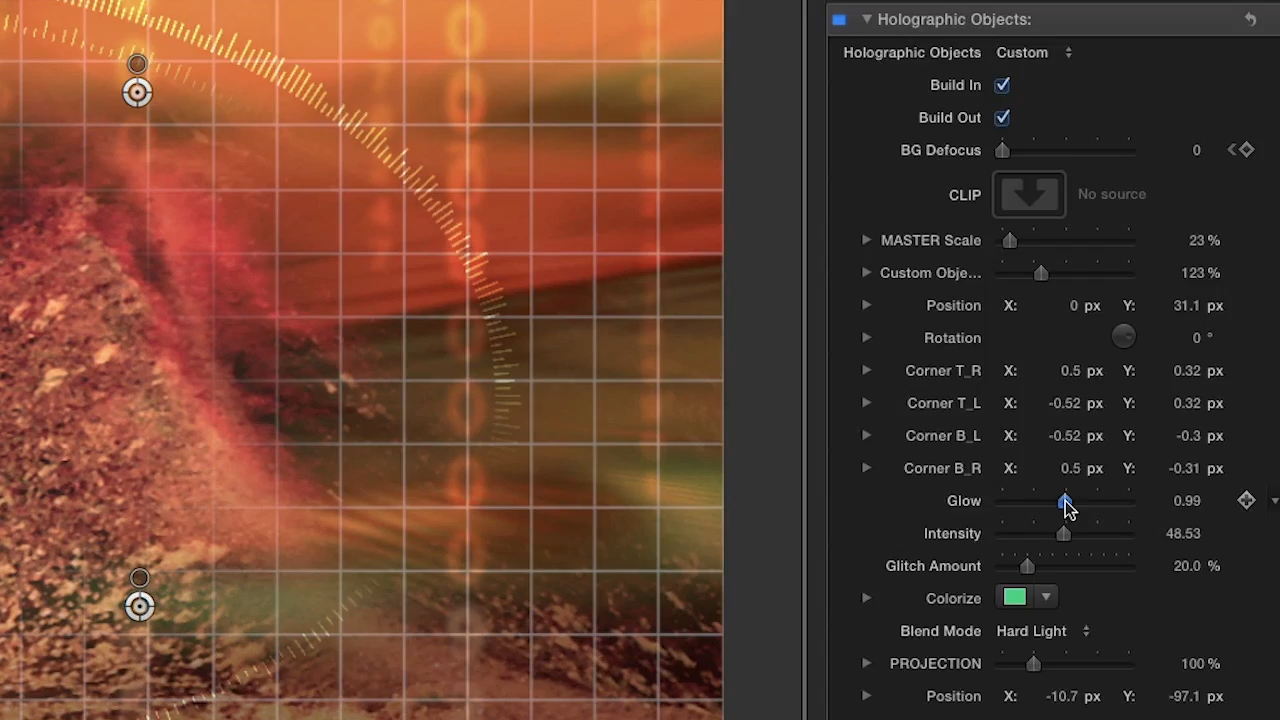 Holographic Objects:
Holographic Objects Custom
Build In
Build Out
BG Defocus 0
CLIP No source
MASTER Scale 23 %
Custom Obje... 123 %
Position X: 0 px Y: 31.1 px
Rotation 0 °
Corner T_R X: 0.5 px Y: 0.32 px
Corner T_L X: -0.52 px Y: 0.32 px
Corner B_L X: -0.52 px Y: -0.3 px
Corner B_R X: 0.5 px Y: -0.31 px
Glow 0.99
Intensity 48.53
Glitch Amount 20.0 %
Colorize
Blend Mode Hard Light
PROJECTION 100 %
Position X: -10.7 px Y: -97.1 px